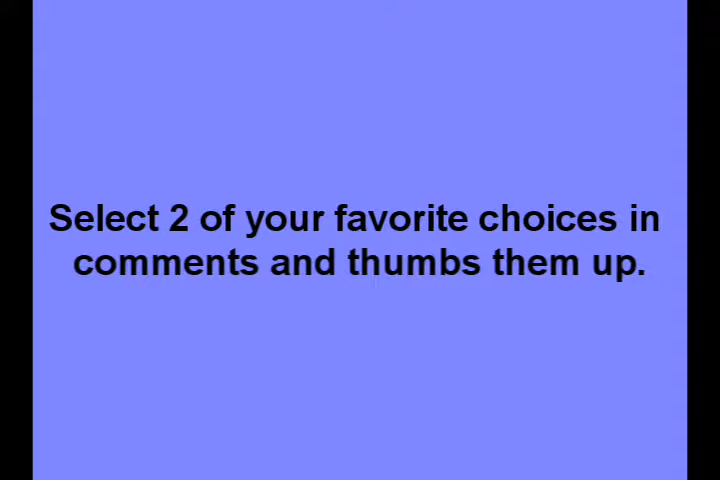 Select 2 of your favorite choices in
comments and thumbs them up.